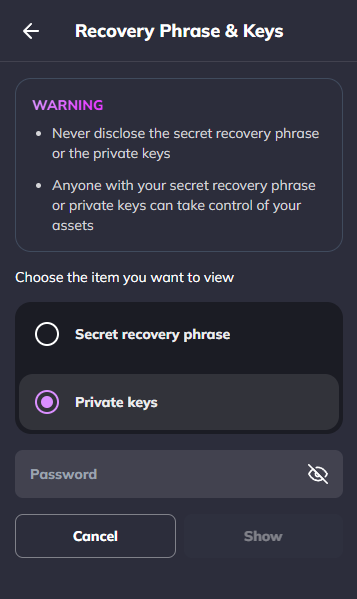 Recovery Phrase & Keys
WARNING
• Never disclose the secret recovery phrase
or the private keys
• Anyone with your secret recovery phrase
or private keys can take control of your
assets
Choose the item you want to view
Secret recovery phrase
Private keys
Password
Cancel
Show